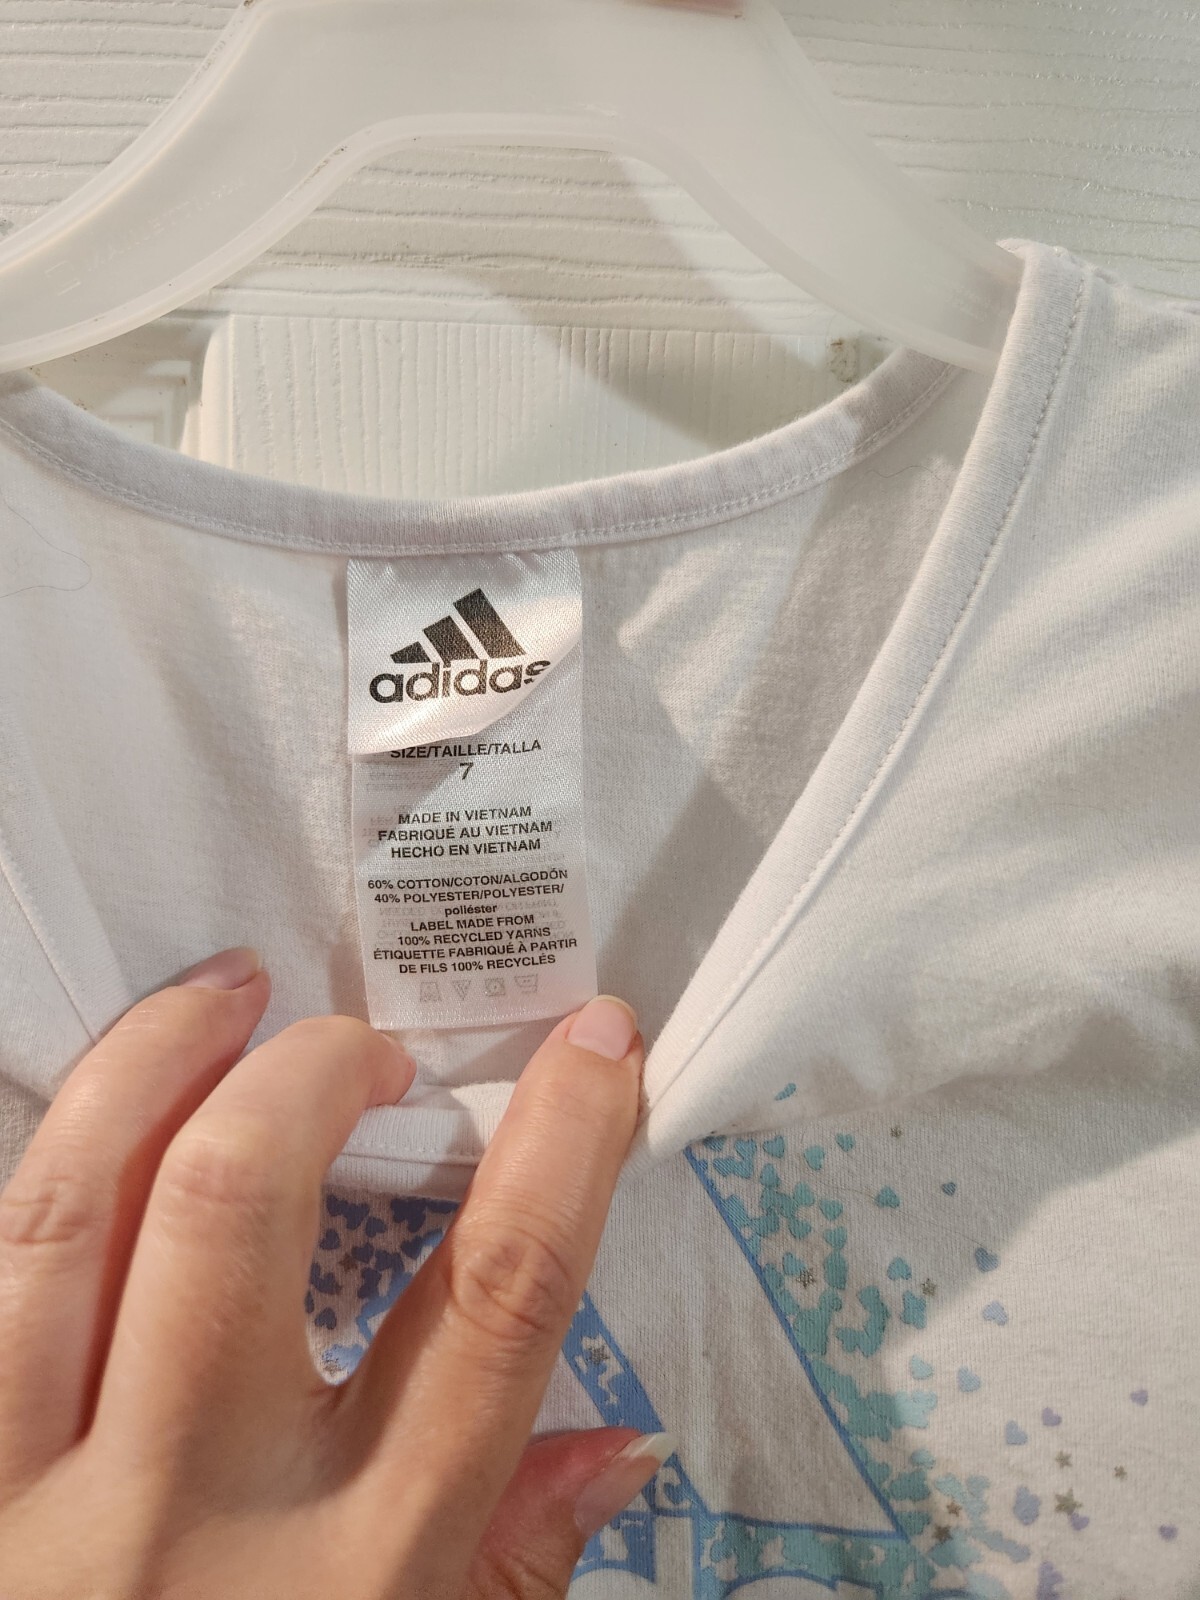 adidas
SIZE/TAILLE/TALLA
7
MADE IN VIETNAM
FABRIQUÉ AU VIETNAM
HECHO EN VIETNAM
60% COTTON/COTON/ALGODÓN
40% POLYESTER/POLYESTER/
poliéster
LABEL MADE FROM
100% RECYCLED YARNS
ÉTIQUETTE FABRIQUÉ À PARTIR
DE FILS 100% RECYCLÉS